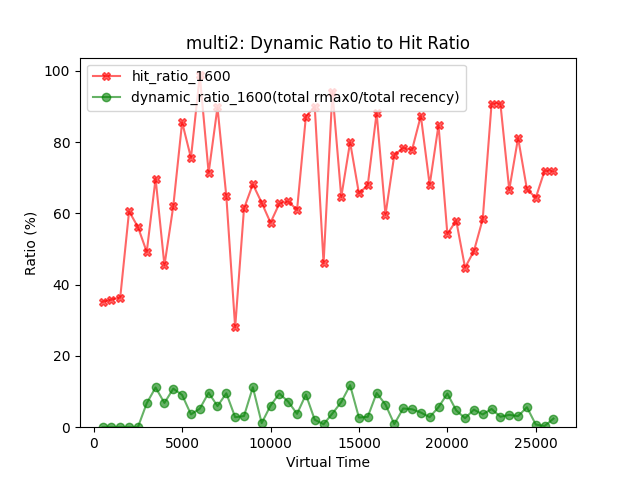 multi2: Dynamic Ratio to Hit Ratio
hit_ratio_1600
dynamic_ratio_1600(total rmax0/total recency)
Ratio (%)
100
80
60
40
20
0
0 5000 10000 15000 20000 25000
Virtual Time